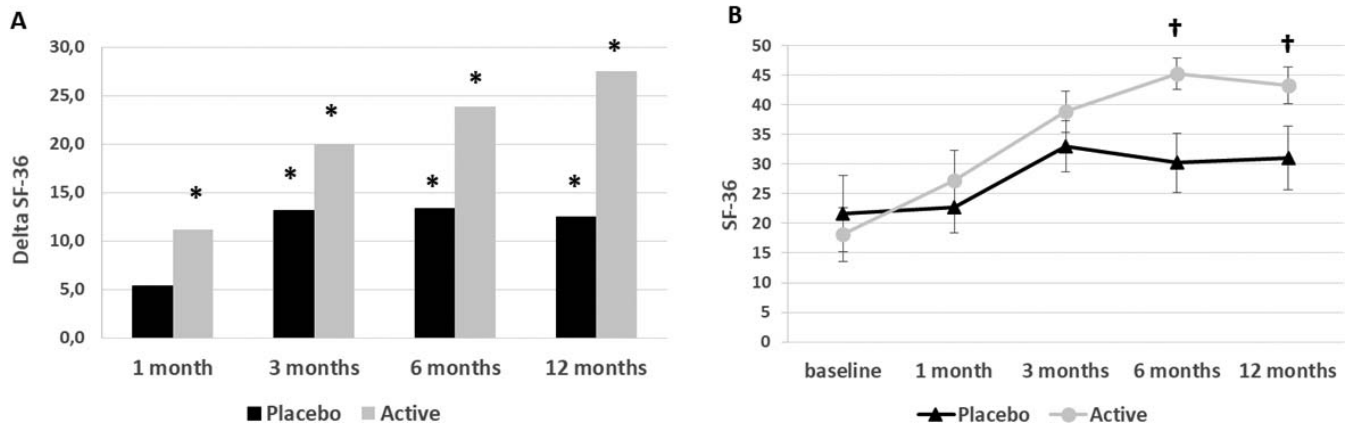 A
Delta SF-36
30,0
25,0
20,0
15,0
10,0
5,0
0,0
* * * * * * *
1 month 3 months 6 months 12 months
Placebo Active
B
SF-36
50
45
40
35
30
25
20
15
10
5
0
† †
baseline 1 month 3 months 6 months 12 months
Placebo Active